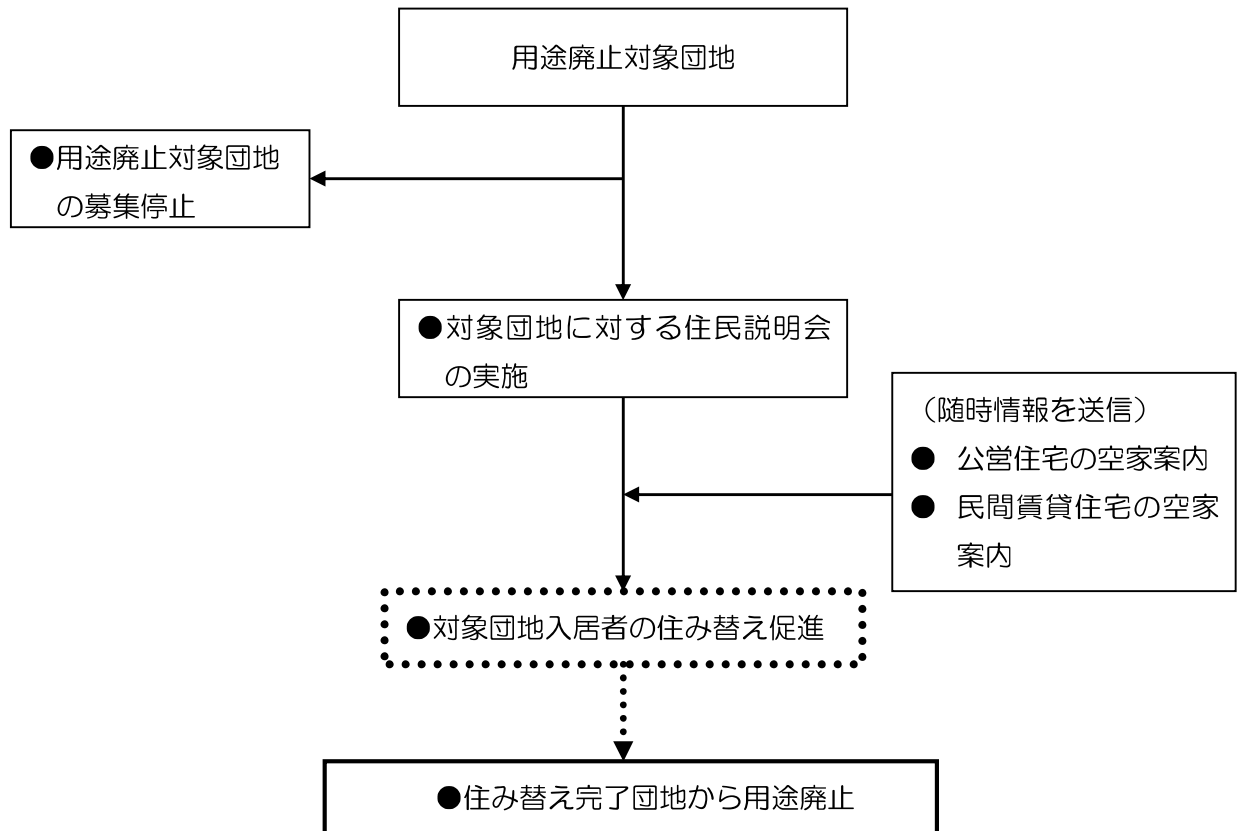 用途廃止対象団地
●用途廃止対象団地
の募集停止
●対象団地に対する住民説明会
の実施
（随時情報を送信）
● 公営住宅の空家案内
● 民間賃貸住宅の空家
案内
●対象団地入居者の住み替え促進
●住み替え完了団地から用途廃止